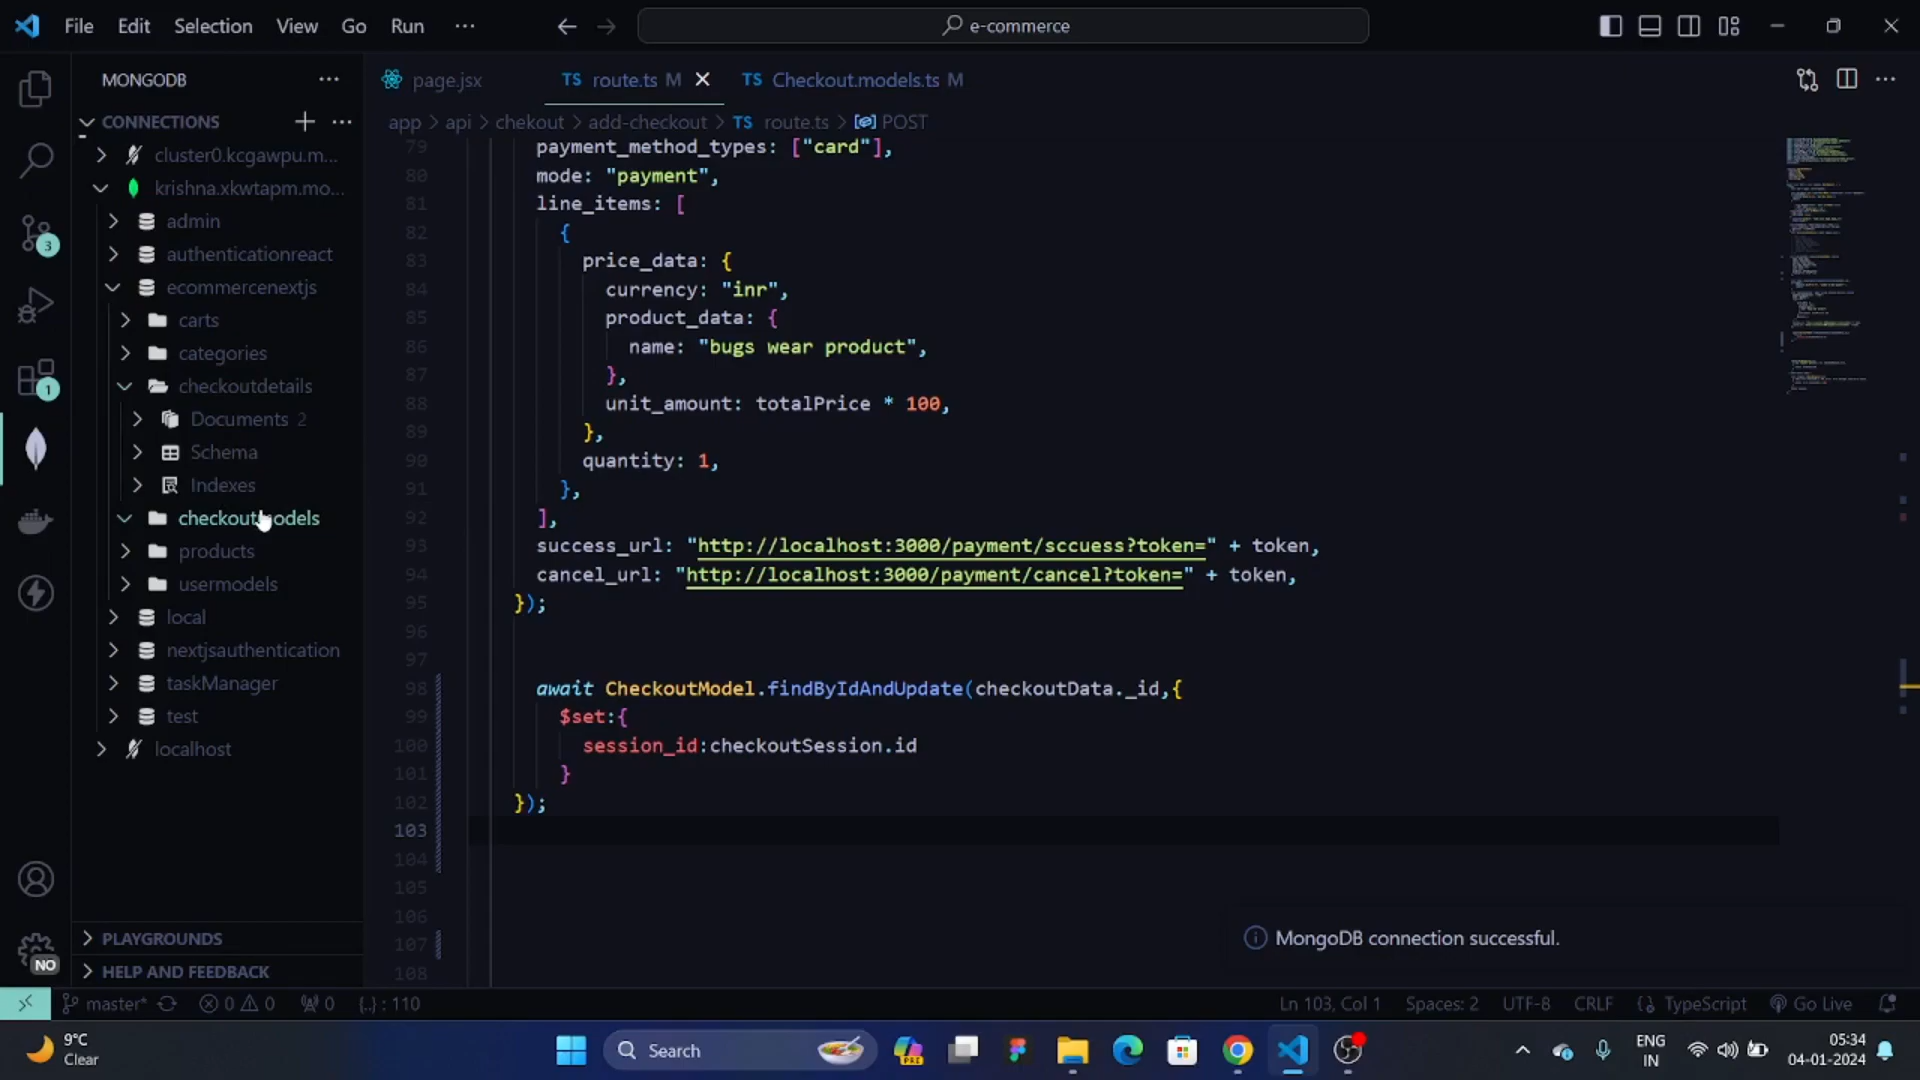 File Edit Selection View Go Run ··· e-commerce
MONGODB ···
page.jsx TS route.ts M TS Checkout.models.ts M ···
CONNECTIONS ···
app > api > chekout > add-checkout > TS route.ts > POST
cluster0.kcgawpu.m...
krishna.xkwtapm.mo...
admin
authenticationreact
ecommercenextjs
carts
categories
checkoutdetails
Documents 2
Schema
Indexes
checkoutmodels
products
usermodels
local
nextjsauthentication
taskManager
test
localhost
PLAYGROUNDS
HELP AND FEEDBACK
3
1
NO
79 payment_method_types: ["card"],
80 mode: "payment",
81 line_items: [
82 {
83 price_data: {
84 currency: "inr",
85 product_data: {
86 name: "bugs wear product",
87 },
88 unit_amount: totalPrice * 100,
89 },
90 quantity: 1,
91 },
92 ],
93 success_url: "http://localhost:3000/payment/sccuess?token=" + token,
94 cancel_url: "http://localhost:3000/payment/cancel?token=" + token,
95 });
96
97
98 await CheckoutModel.findByIdAndUpdate(checkoutData._id,{
99 $set:{
100 session_id:checkoutSession.id
101 }
102 });
103
104
105
106
107
108
MongoDB connection successful.
master* 0 0 0 {..} : 110 Ln 103, Col 1 Spaces: 2 UTF-8 CRLF {} TypeScript Go Live
9°C
Clear
Search
PRE
ENG
IN
05:34
04-01-2024